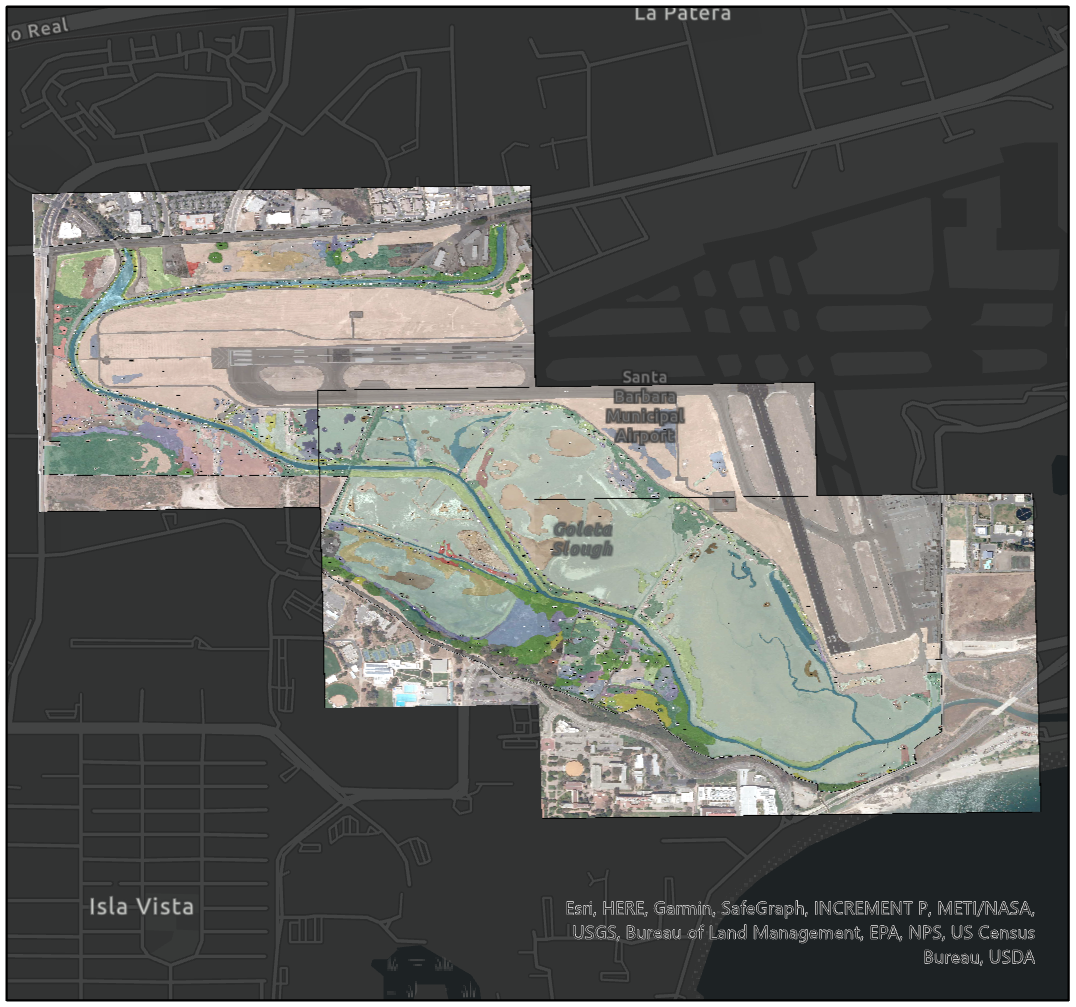 o Real
La Patera
Santa
Barbara
Municipal
Airport
Goleta
Slough
Isla Vista
Esri, HERE, Garmin, SafeGraph, INCREMENT P, METI/NASA,
USGS, Bureau of Land Management, EPA, NPS, US Census
Bureau, USDA